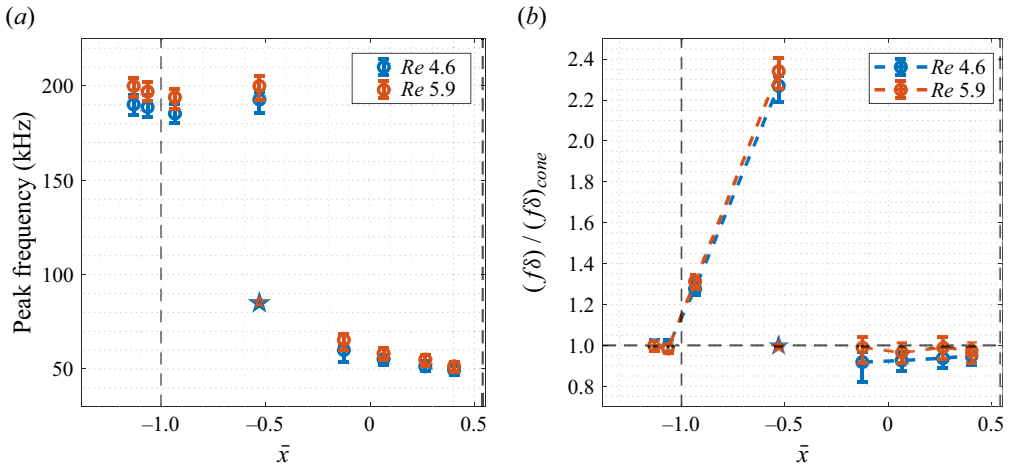 (a)
Peak frequency (kHz)
200
150
100
50
−1.0
−0.5
0
0.5
x̄
Re 4.6
Re 5.9
(b)
(fδ) / (fδ)cone
2.4
2.2
2.0
1.8
1.6
1.4
1.2
1.0
0.8
−1.0
−0.5
0
0.5
x̄
Re 4.6
Re 5.9